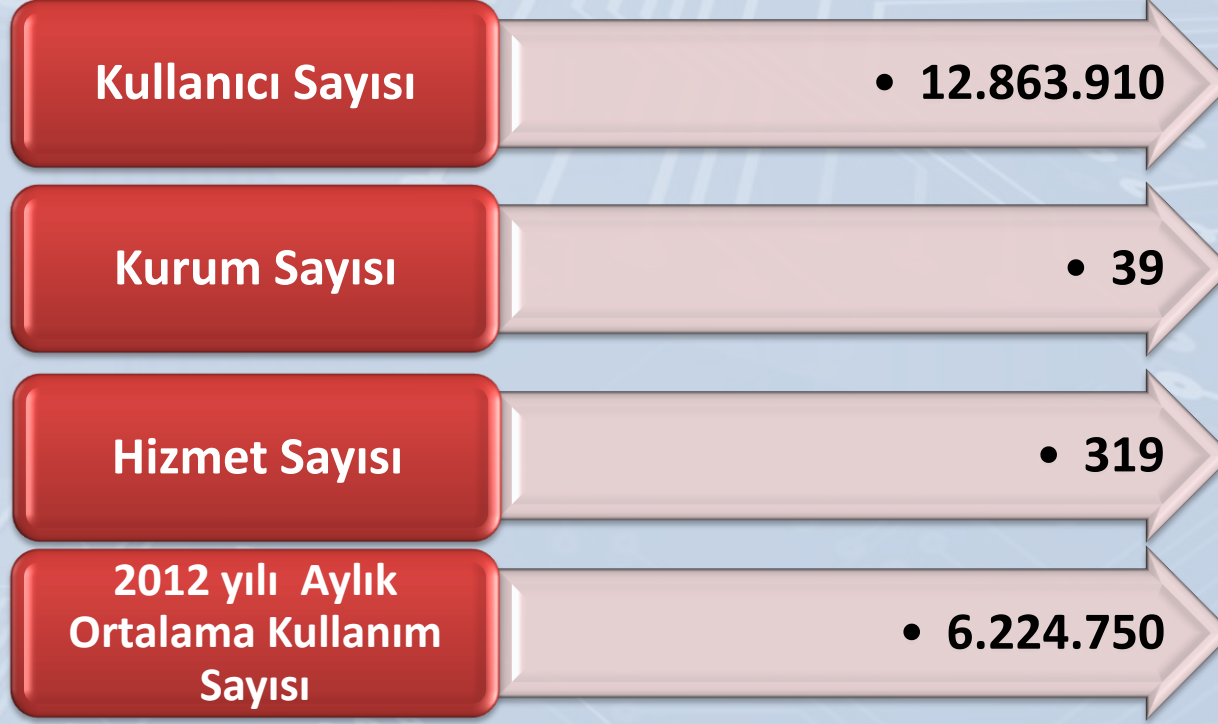 Kullanıcı Sayısı
• 12.863.910
Kurum Sayısı
• 39
Hizmet Sayısı
• 319
2012 yılı Aylık
Ortalama Kullanım
Sayısı
• 6.224.750